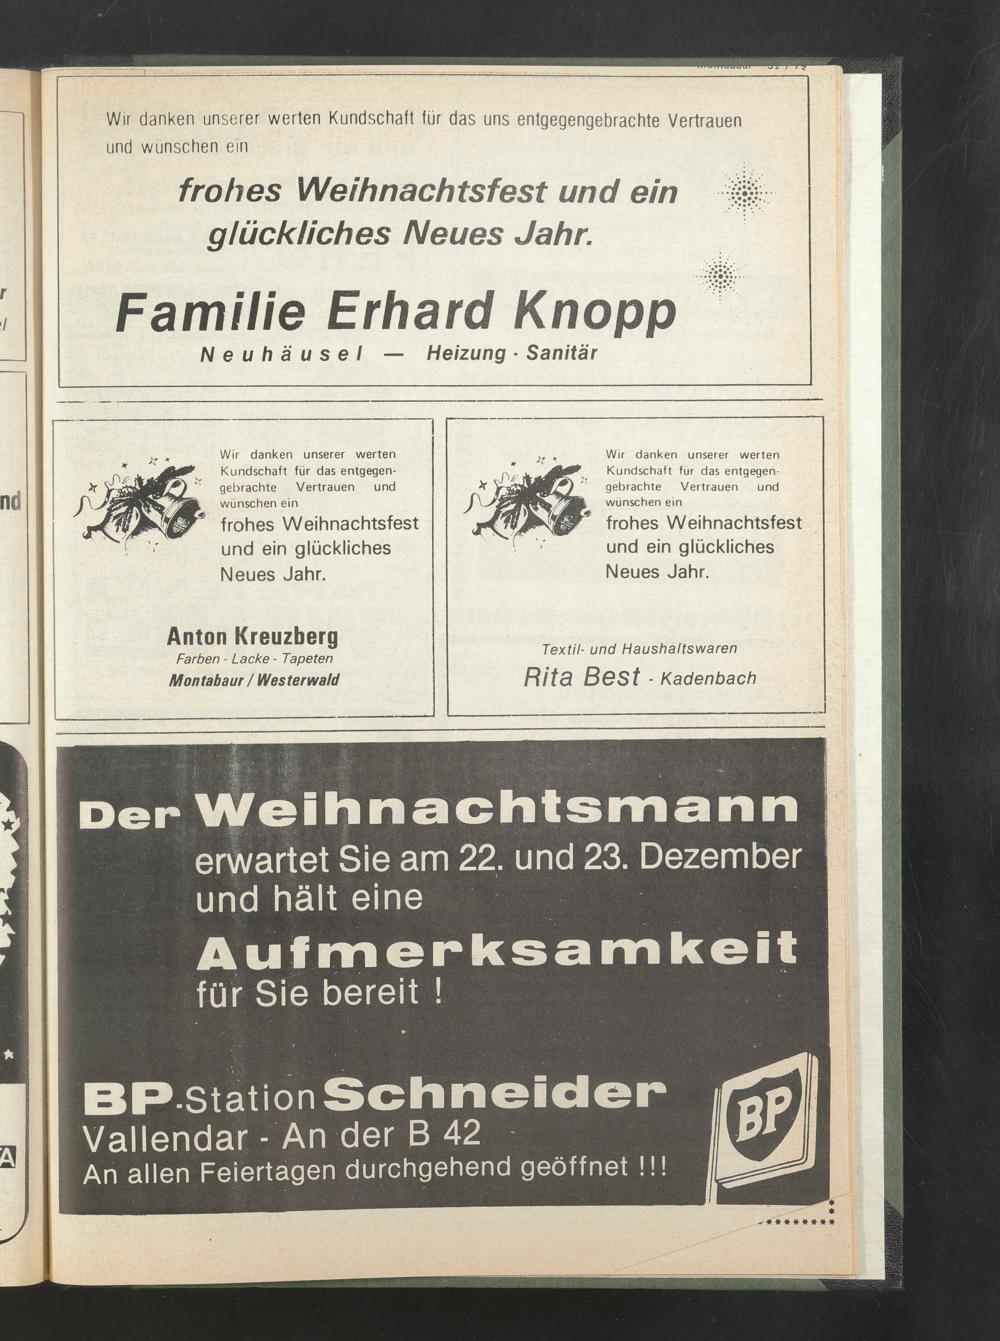 Montabaur 51 / 73
Wir danken unserer werten Kundschaft für das uns entgegengebrachte Vertrauen
und wünschen ein
frohes Weihnachtsfest und ein
glückliches Neues Jahr.
Familie Erhard Knopp
Neuhäusel — Heizung - Sanitär
Wir danken unserer werten
Kundschaft für das entgegen-
gebrachte Vertrauen und
wünschen ein
frohes Weihnachtsfest
und ein glückliches
Neues Jahr.
Anton Kreuzberg
Farben - Lacke - Tapeten
Montabaur / Westerwald
Wir danken unserer werten
Kundschaft für das entgegen-
gebrachte Vertrauen und
wünschen ein
frohes Weihnachtsfest
und ein glückliches
Neues Jahr.
Textil- und Haushaltswaren
Rita Best - Kadenbach
Der Weihnachtsmann
erwartet Sie am 22. und 23. Dezember
und hält eine
Aufmerksamkeit
für Sie bereit !
BP-Station Schneider
Vallendar - An der B 42
An allen Feiertagen durchgehend geöffnet !!!
BP